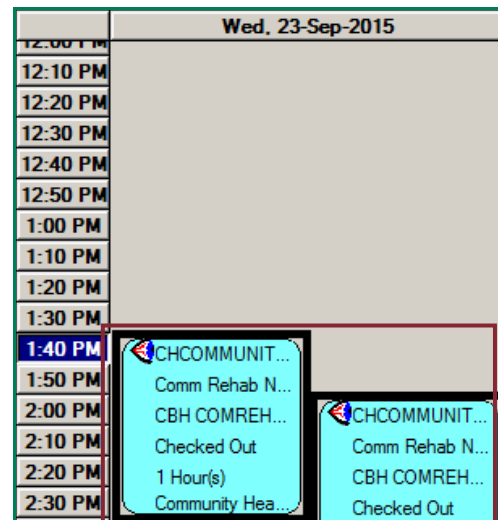 Wed, 23-Sep-2015
12:00 PM
12:10 PM
12:20 PM
12:30 PM
12:40 PM
12:50 PM
1:00 PM
1:10 PM
1:20 PM
1:30 PM
1:40 PM
1:50 PM
2:00 PM
2:10 PM
2:20 PM
2:30 PM
CHCOMMUNIT...
Comm Rehab N...
CBH COMREH...
Checked Out
1 Hour(s)
Community Hea...
CHCOMMUNIT...
Comm Rehab N...
CBH COMREH...
Checked Out